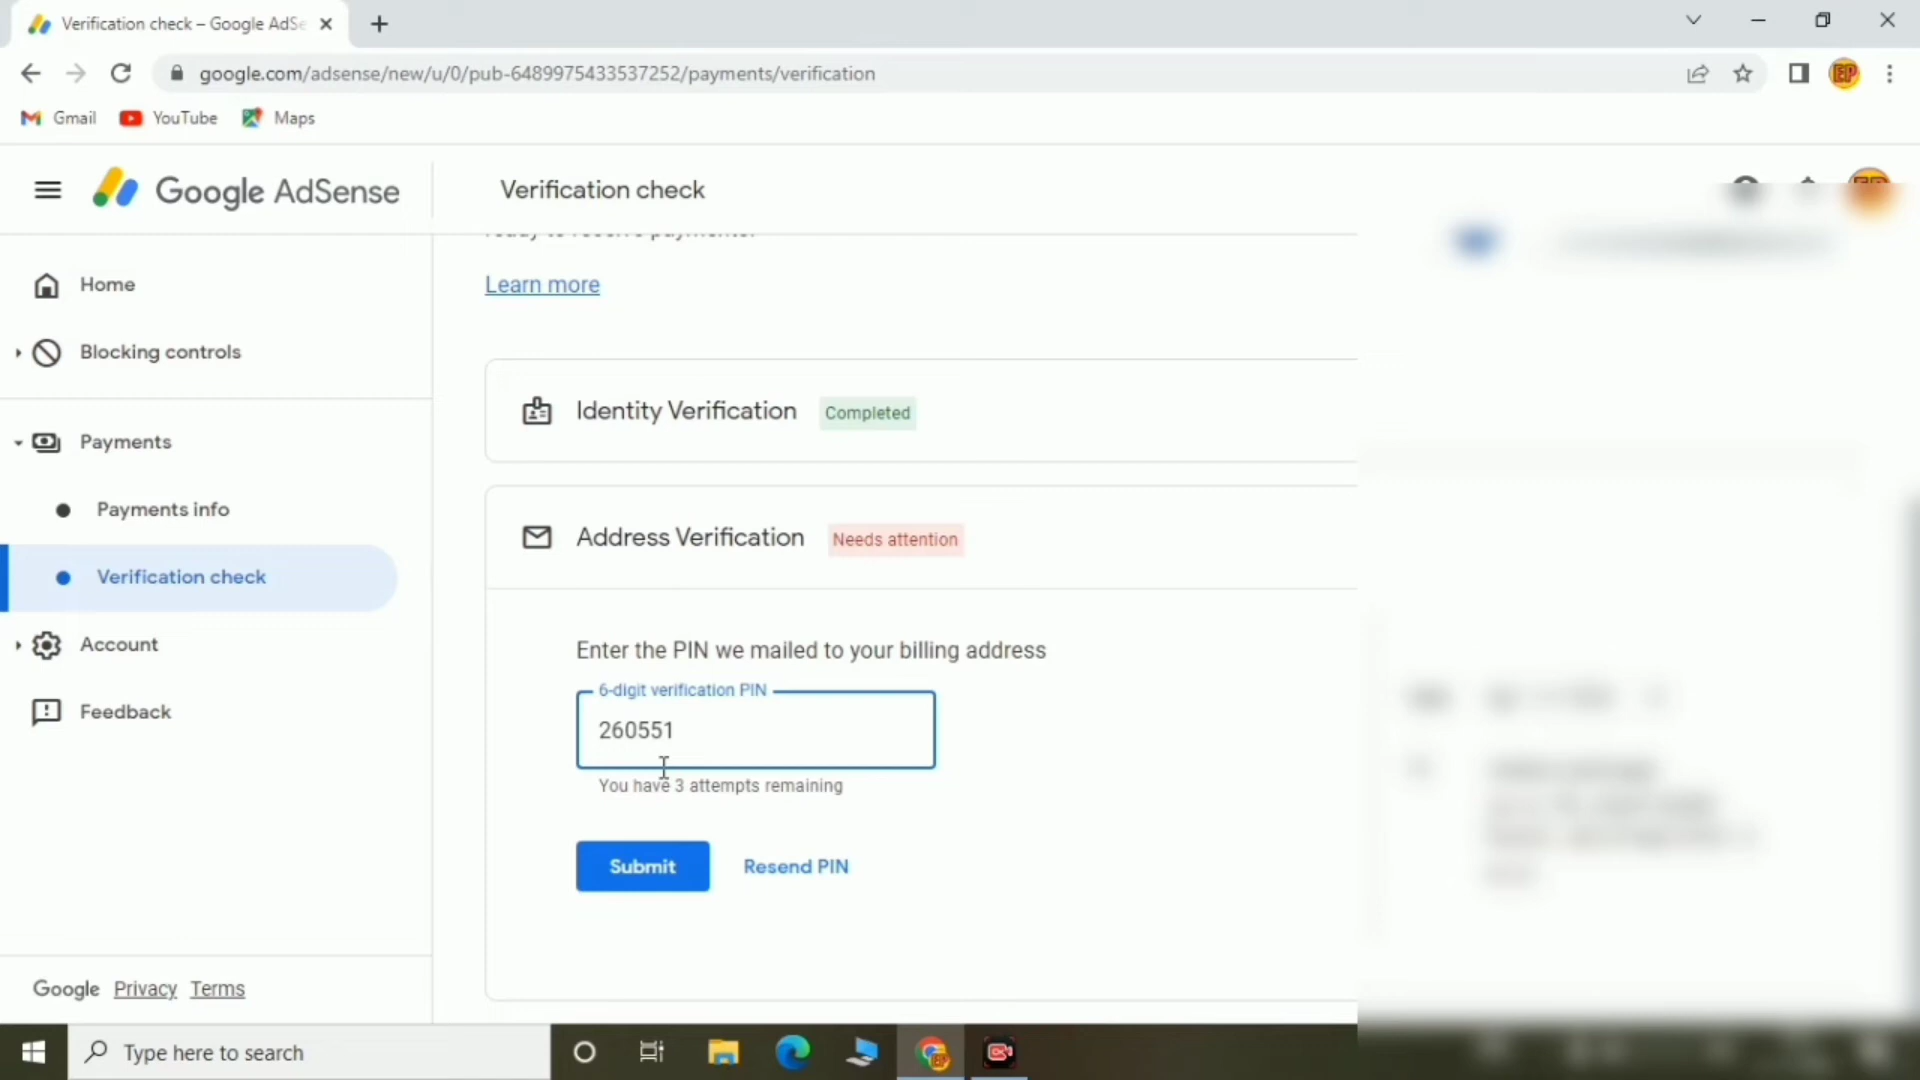 Verification check – Google AdSe
google.com/adsense/new/u/0/pub-6489975433537252/payments/verification
EP
Gmail YouTube Maps
Google AdSense
Verification check
Learn more
Home
Blocking controls
Payments
Payments info
Verification check
Account
Feedback
Identity Verification Completed
Address Verification Needs attention
Enter the PIN we mailed to your billing address
6-digit verification PIN
260551
You have 3 attempts remaining
Submit Resend PIN
Google Privacy Terms
Type here to search